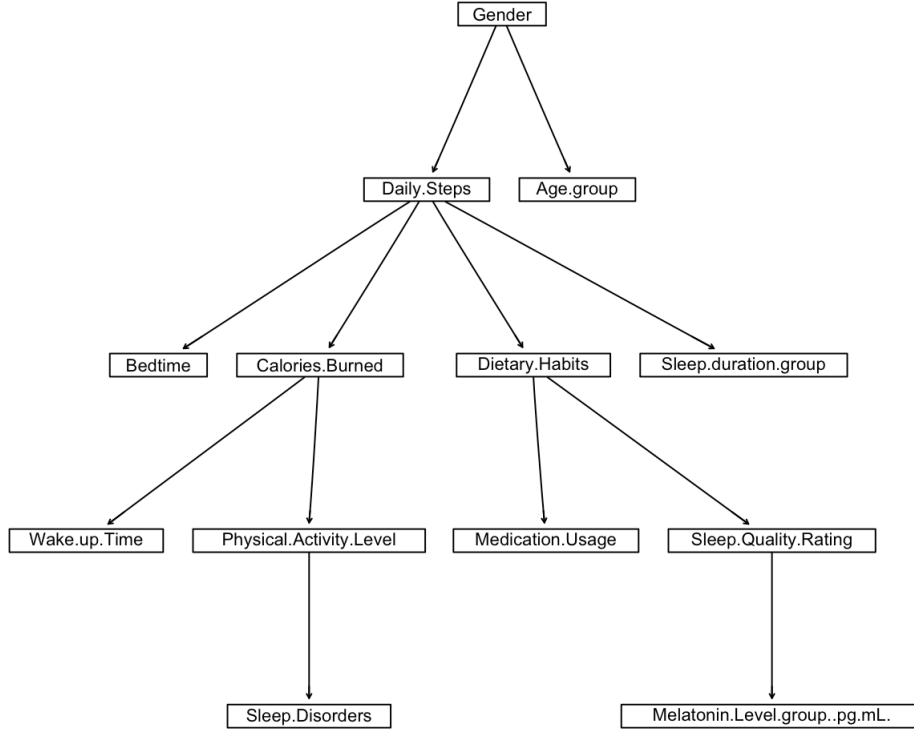 Gender
Daily.Steps
Age.group
Bedtime
Calories.Burned
Dietary.Habits
Sleep.duration.group
Wake.up.Time
Physical.Activity.Level
Medication.Usage
Sleep.Quality.Rating
Sleep.Disorders
Melatonin.Level.group..pg.mL.